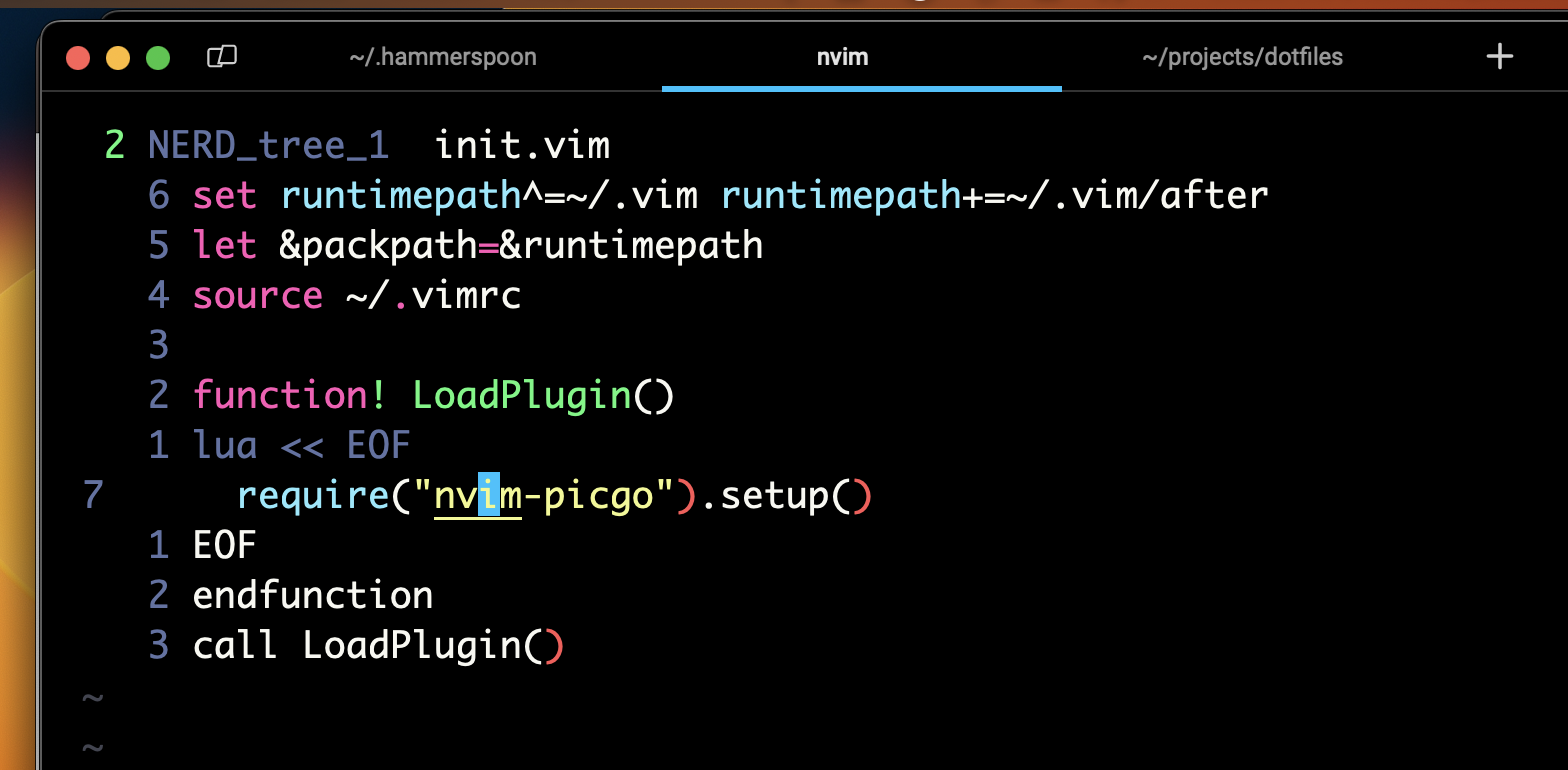 ~/.hammerspoon nvim ~/projects/dotfiles +
2 NERD_tree_1 init.vim
6 set runtimepath^=~/.vim runtimepath+=~/.vim/after
5 let &packpath=&runtimepath
4 source ~/.vimrc
3
2 function! LoadPlugin()
1 lua << EOF
7 require("nvim-picgo").setup()
1 EOF
2 endfunction
3 call LoadPlugin()
~
~